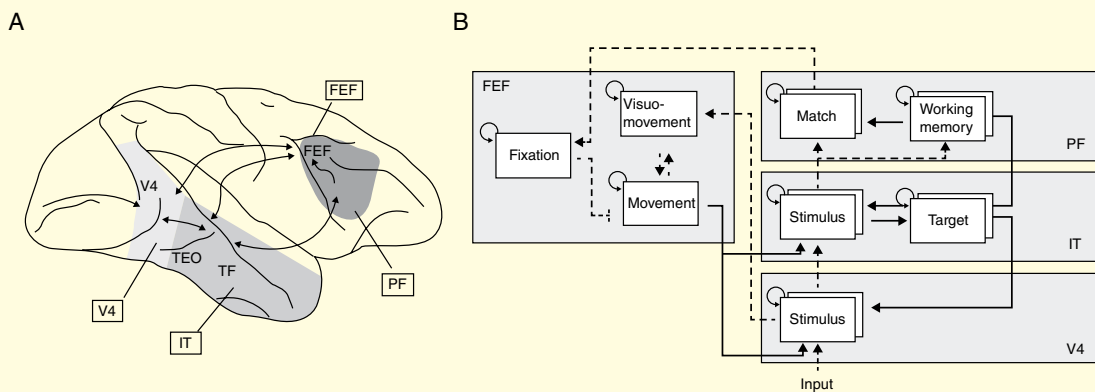 A
FEF
FEF
V4
TEO
TF
PF
V4
IT
B
FEF
Visuo-
movement
Fixation
Movement
Match
Working
memory
PF
Stimulus
Target
IT
Stimulus
V4
Input